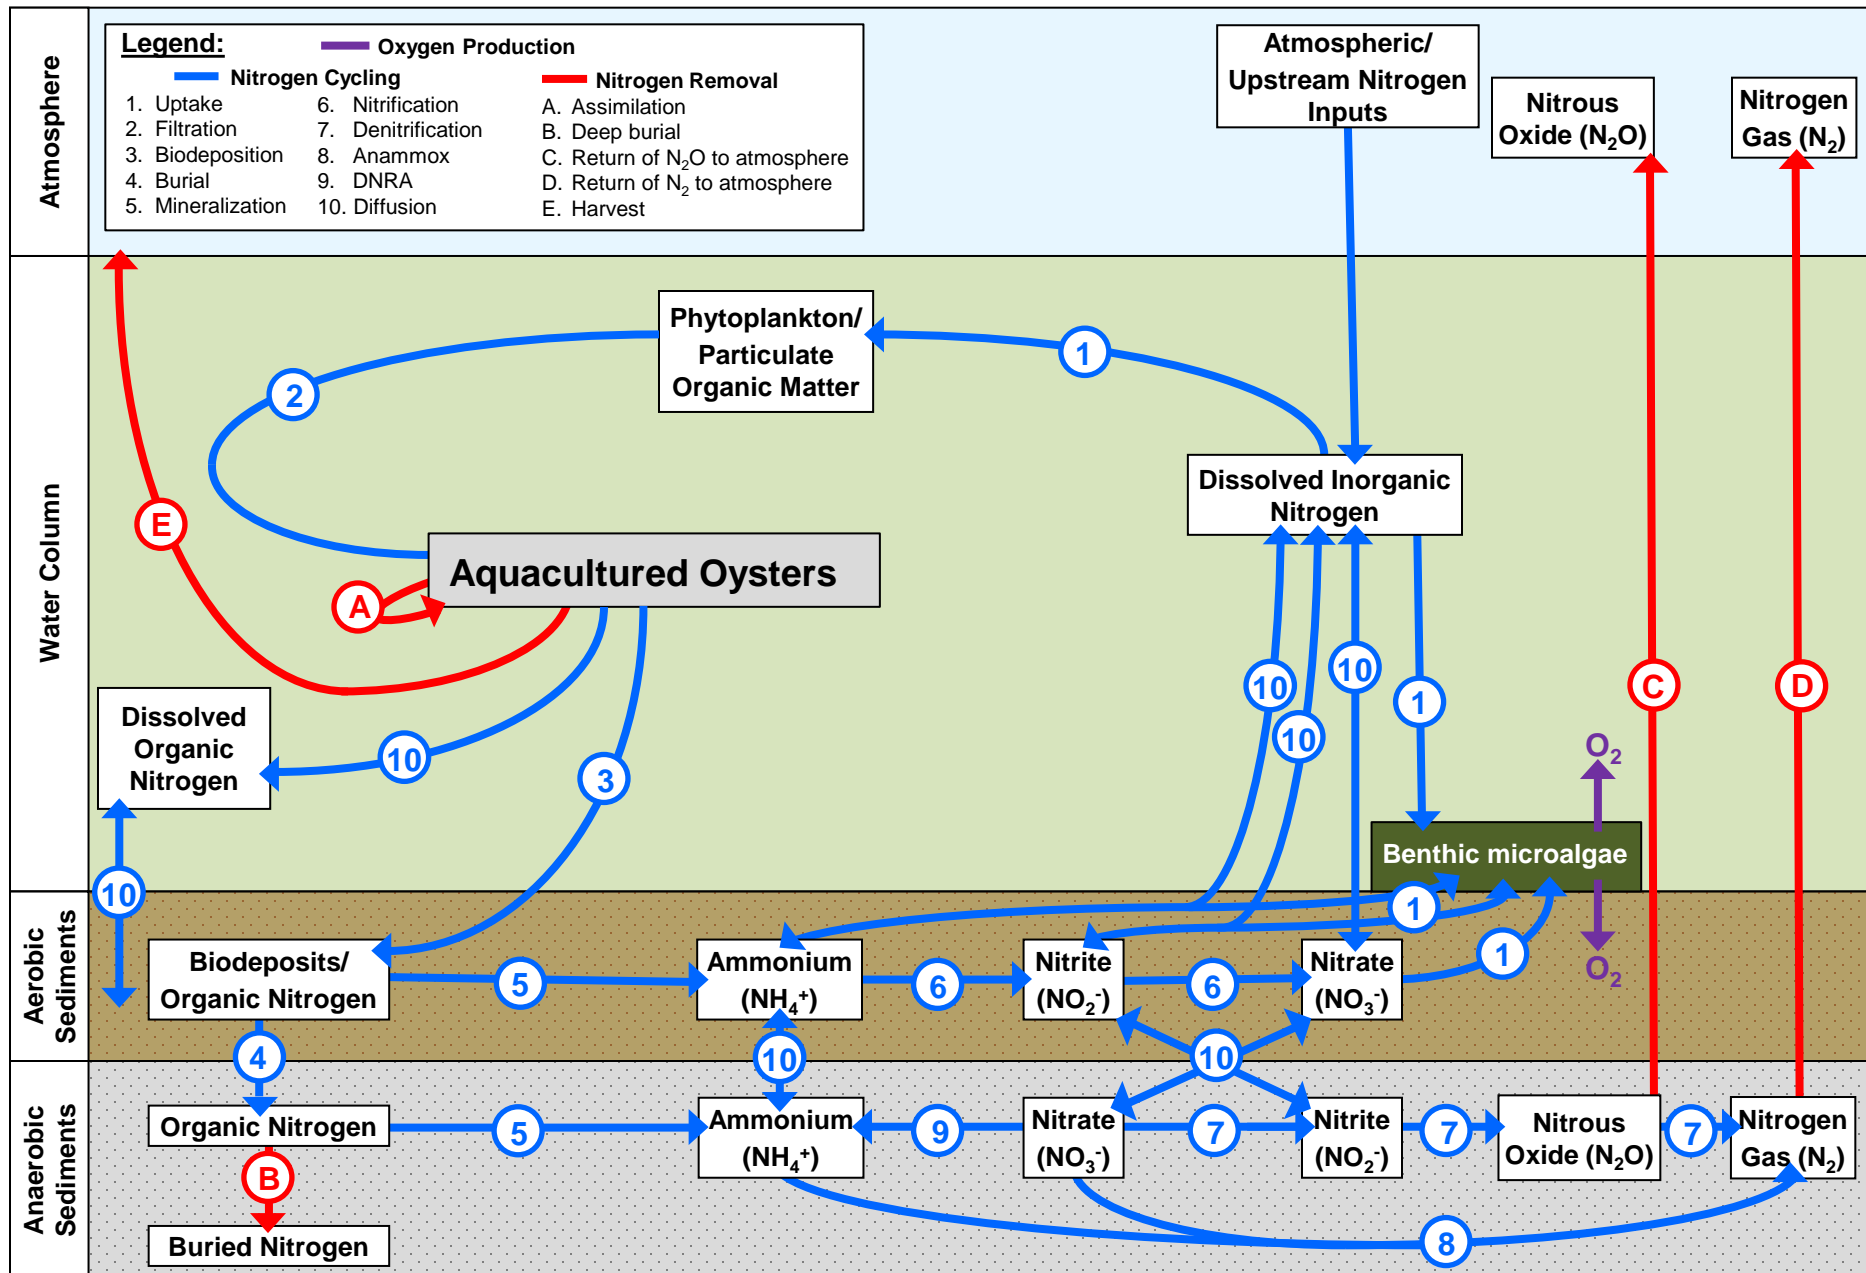 Legend:
Oxygen Production
Nitrogen Cycling
Nitrogen Removal
1. Uptake
2. Filtration
3. Biodeposition
4. Burial
5. Mineralization
6. Nitrification
7. Denitrification
8. Anammox
9. DNRA
10. Diffusion
A. Assimilation
B. Deep burial
C. Return of N₂O to atmosphere
D. Return of N₂ to atmosphere
E. Harvest
Atmosphere
Atmospheric/
Upstream Nitrogen
Inputs
Nitrous
Oxide (N₂O)
Nitrogen
Gas (N₂)
Water Column
Phytoplankton/
Particulate
Organic Matter
1
2
Dissolved Inorganic
Nitrogen
E
Aquacultured Oysters
A
10
10
10
1
C
D
Dissolved
Organic
Nitrogen
10
3
O₂
Benthic microalgae
10
Aerobic
Sediments
1
1
Biodeposits/
Organic Nitrogen
5
Ammonium
(NH₄⁺)
6
Nitrite
(NO₂⁻)
6
Nitrate
(NO₃⁻)
O₂
4
10
10
Anaerobic
Sediments
Organic Nitrogen
5
Ammonium
(NH₄⁺)
9
Nitrate
(NO₃⁻)
7
Nitrite
(NO₂⁻)
7
Nitrous
Oxide (N₂O)
7
Nitrogen
Gas (N₂)
B
Buried Nitrogen
8